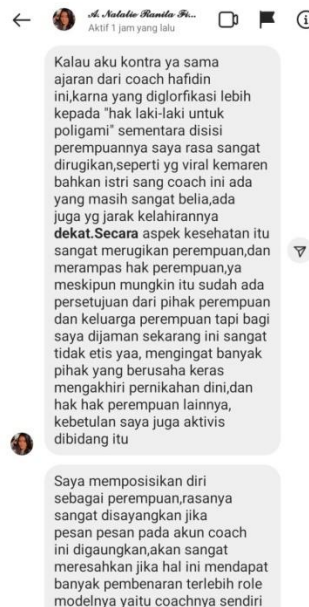 A. Natalie Ranita Fi...
Aktif 1 jam yang lalu
Kalau aku kontra ya sama
ajaran dari coach hafidin
ini,karna yang diglorfikasi lebih
kepada "hak laki-laki untuk
poligami" sementara disisi
perempuannya saya rasa sangat
dirugikan,seperti yg viral kemaren
bahkan istri sang coach ini ada
yang masih sangat belia,ada
juga yg jarak kelahirannya
dekat.Secara aspek kesehatan itu
sangat merugikan perempuan,dan
merampas hak perempuan,ya
meskipun mungkin itu sudah ada
persetujuan dari pihak perempuan
dan keluarga perempuan tapi bagi
saya dijaman sekarang ini sangat
tidak etis yaa, mengingat banyak
pihak yang berusaha keras
mengakhiri pernikahan dini,dan
hak hak perempuan lainnya,
kebetulan saya juga aktivis
dibidang itu
Saya memposisikan diri
sebagai perempuan,rasanya
sangat disayangkan jika
pesan pesan pada akun coach
ini digaungkan,akan sangat
meresahkan jika hal ini mendapat
banyak pembenaran terlebih role
modelnya yaitu coachnya sendiri